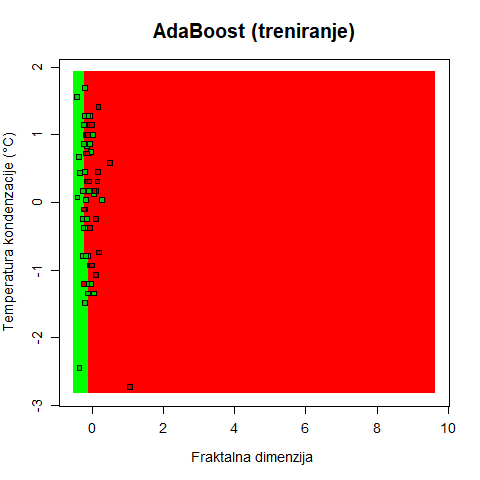 AdaBoost (treniranje)
Temperatura kondenzacije (°C)
2
1
0
-1
-2
-3
0 2 4 6 8 10
Fraktalna dimenzija